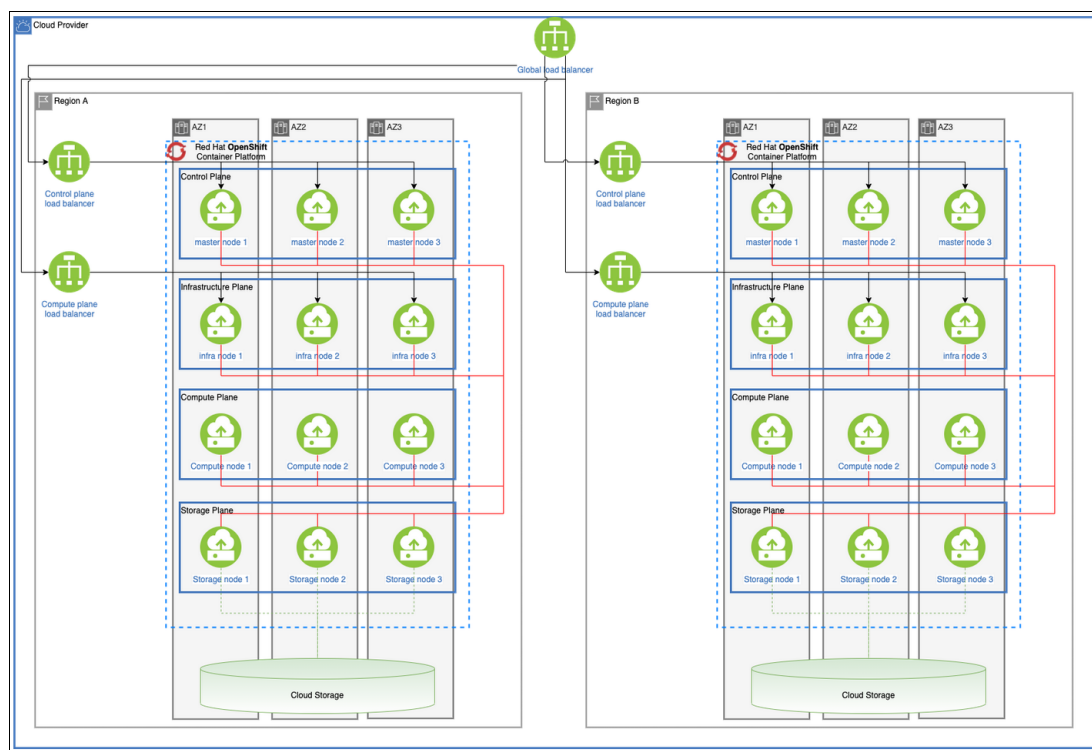 Cloud Provider
Global load balancer
Region A
AZ1
AZ2
AZ3
Red Hat OpenShift
Container Platform
Control plane
load balancer
Control Plane
master node 1
master node 2
master node 3
Compute plane
load balancer
Infrastructure Plane
infra node 1
infra node 2
infra node 3
Compute Plane
Compute node 1
Compute node 2
Compute node 3
Storage Plane
Storage node 1
Storage node 2
Storage node 3
Cloud Storage
Region B
AZ1
AZ2
AZ3
Red Hat OpenShift
Container Platform
Control plane
load balancer
Control Plane
master node 1
master node 2
master node 3
Compute plane
load balancer
Infrastructure Plane
infra node 1
infra node 2
infra node 3
Compute Plane
Compute node 1
Compute node 2
Compute node 3
Storage Plane
Storage node 1
Storage node 2
Storage node 3
Cloud Storage